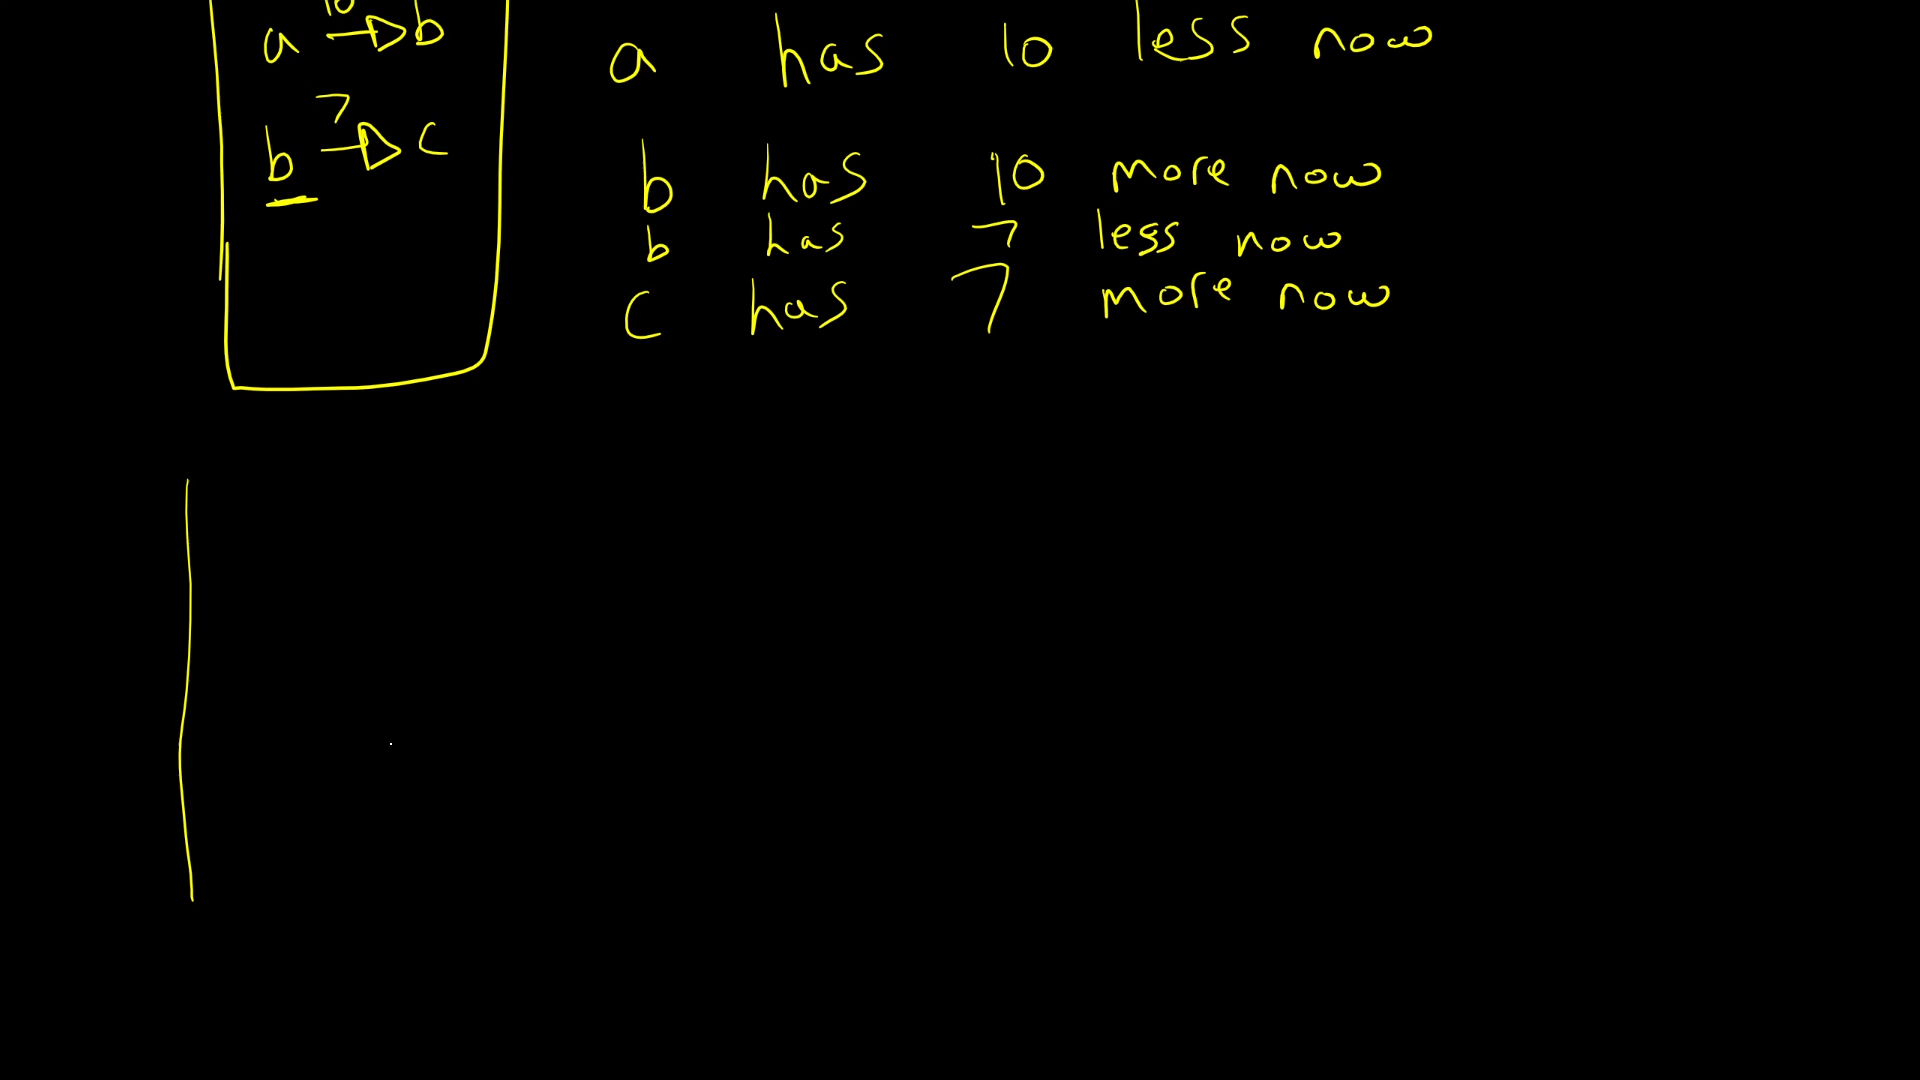 a 10 → b a has 10 less now
b 7 → c b has 10 more now
b has 7 less now
c has 7 more now